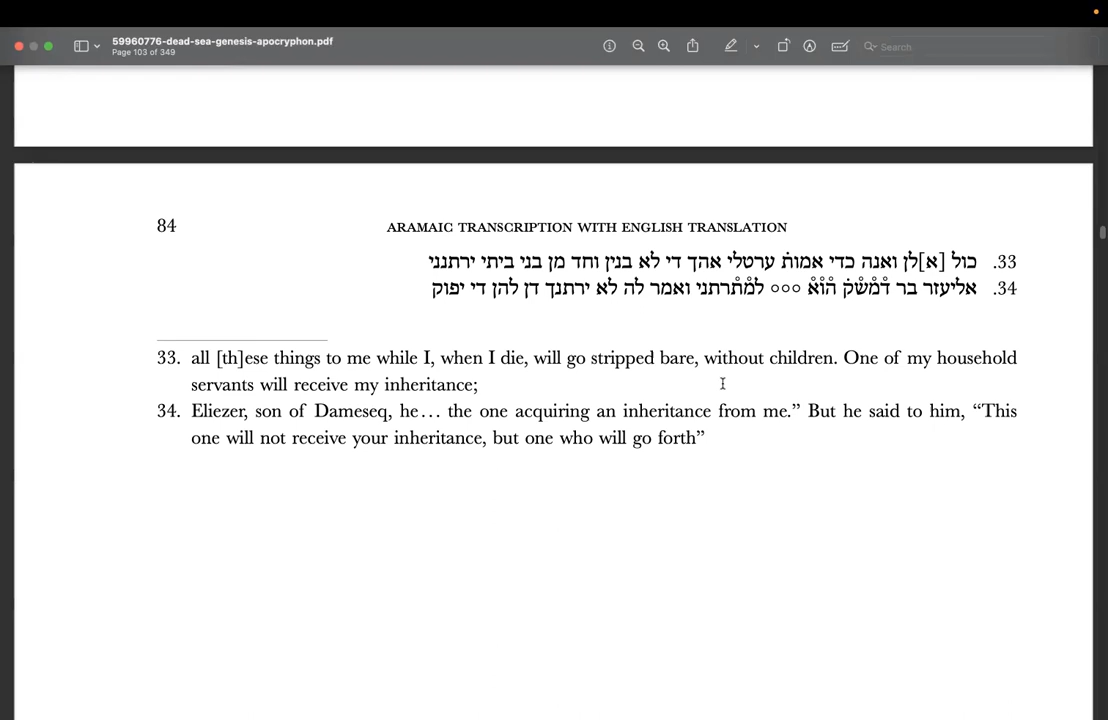 59960776-dead-sea-genesis-apocryphon.pdf
Page 103 of 349
Search
84 ARAMAIC TRANSCRIPTION WITH ENGLISH TRANSLATION
33. כול [א]לן ואנה כדי אמות ערטלי אהך די לא בנין וחד מן בני ביתי ירתנני
34. אליעזר בר ד̊מ̊ש̊ק̊ ה̊ו̊א̊ ○○○ למ̊ת̊רתני ואמר לה לא ירתנך דן להן די יפוק
33. all [th]ese things to me while I, when I die, will go stripped bare, without children. One of my household
servants will receive my inheritance;
34. Eliezer, son of Dameseq, he… the one acquiring an inheritance from me.” But he said to him, “This
one will not receive your inheritance, but one who will go forth”